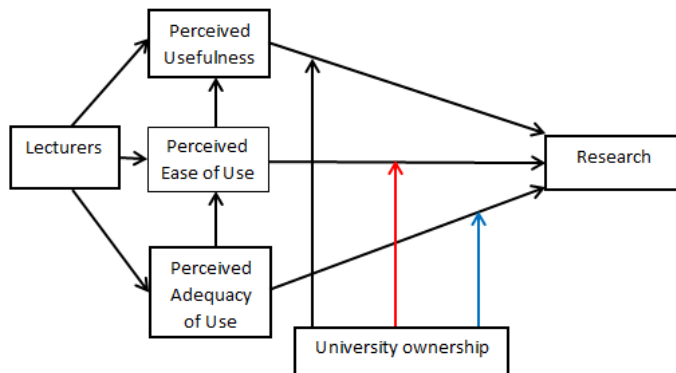 Perceived
Usefulness
Lecturers
Perceived
Ease of Use
Research
Perceived
Adequacy
of Use
University ownership